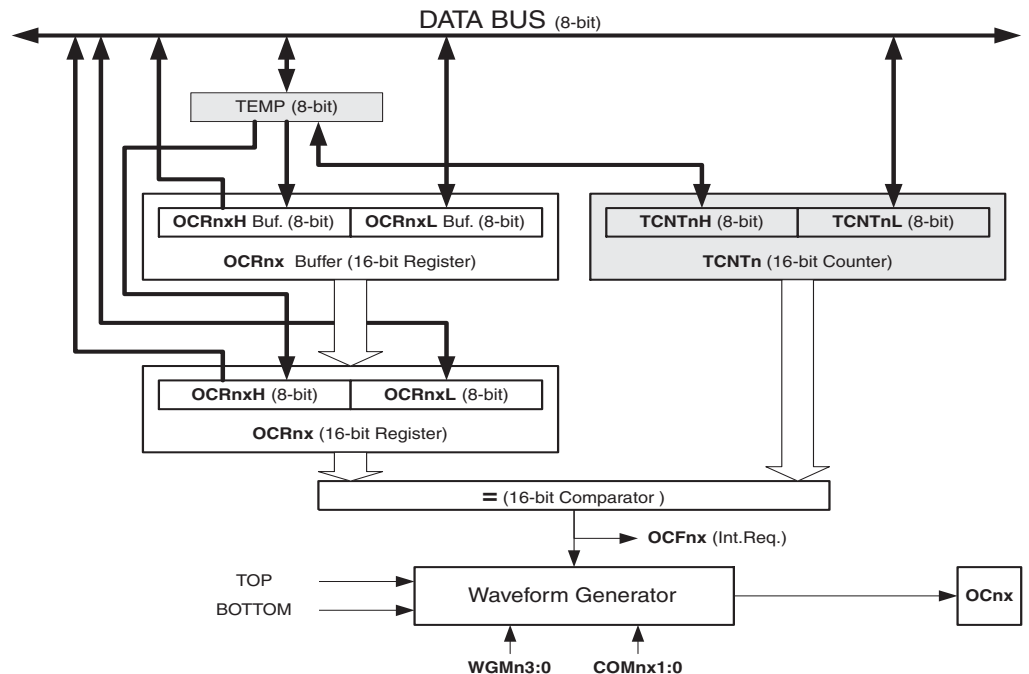 DATA BUS (8-bit)
TEMP (8-bit)
OCRnxH Buf. (8-bit) OCRnxL Buf. (8-bit)
OCRnx Buffer (16-bit Register)
TCNTnH (8-bit) TCNTnL (8-bit)
TCNTn (16-bit Counter)
OCRnxH (8-bit) OCRnxL (8-bit)
OCRnx (16-bit Register)
= (16-bit Comparator )
OCFnx (Int.Req.)
TOP
BOTTOM
Waveform Generator
OCnx
WGMn3:0 COMnx1:0